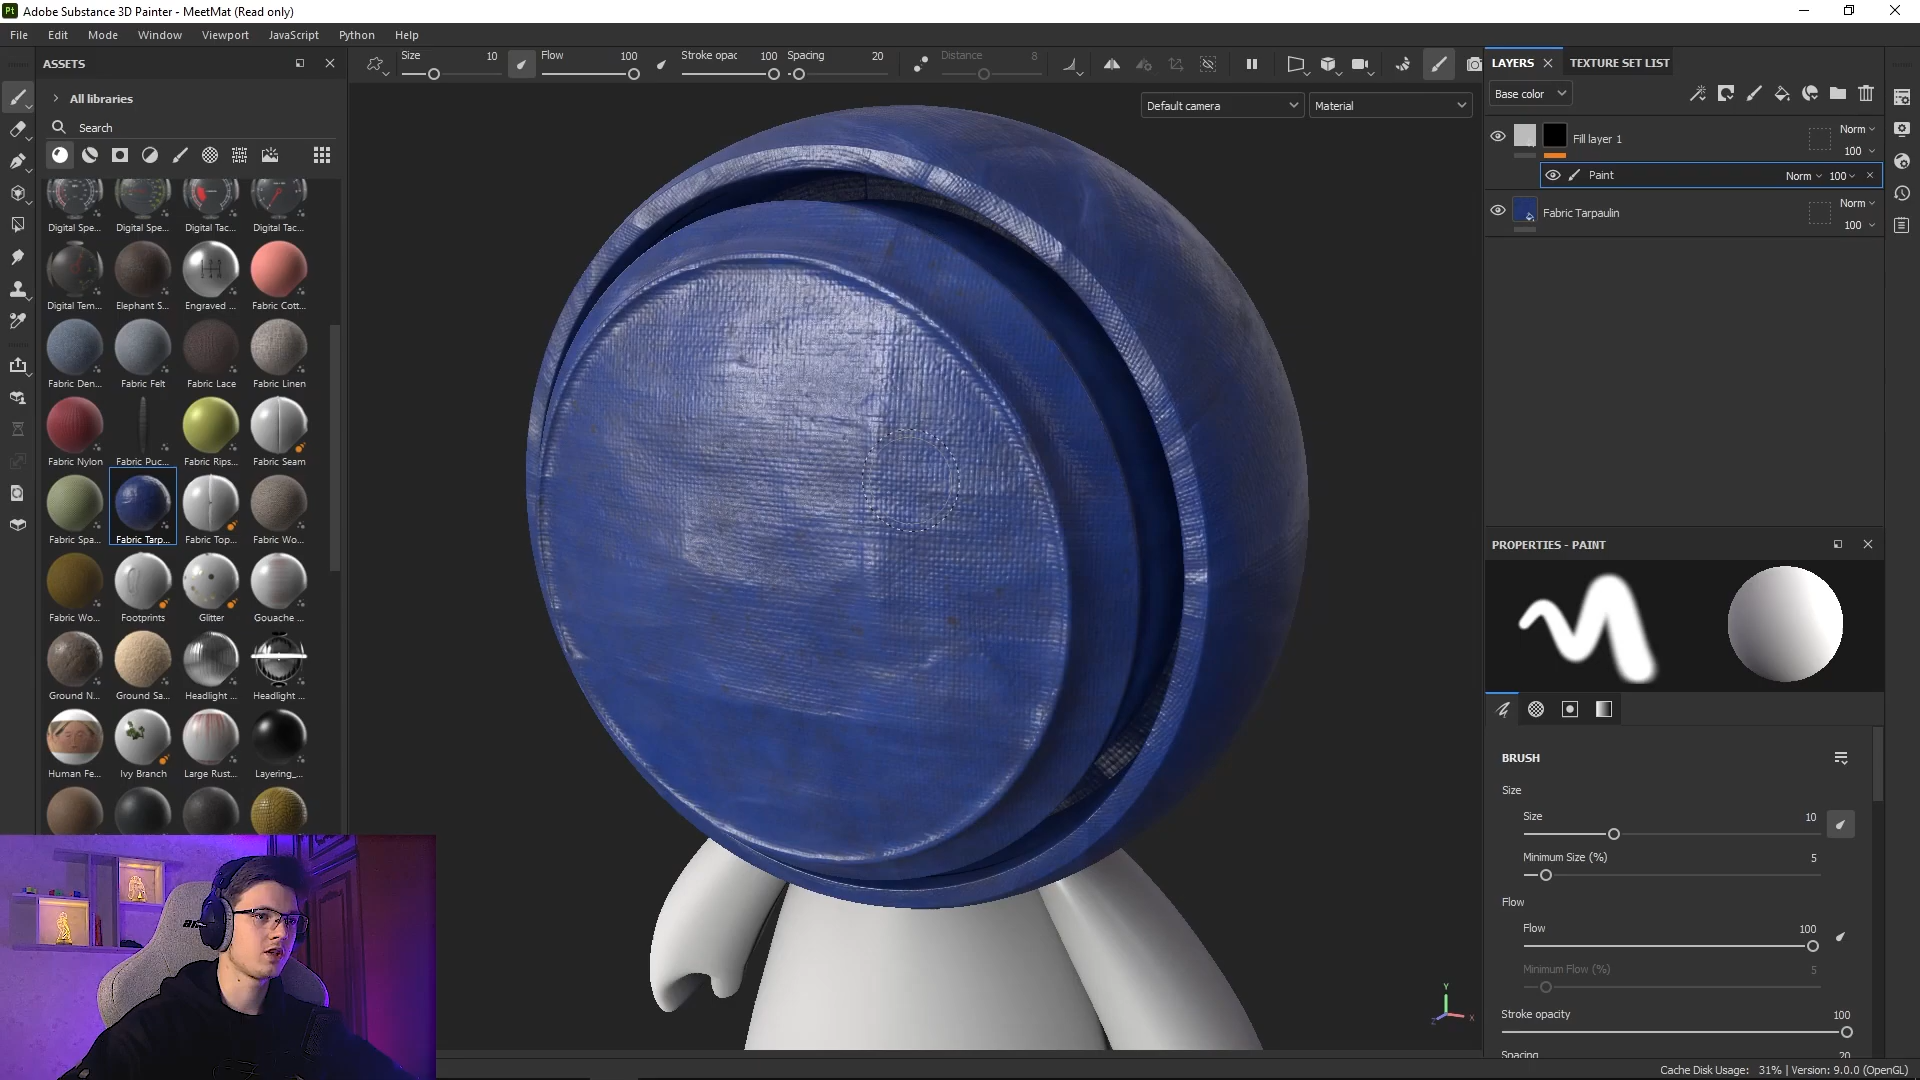 Pt Adobe Substance 3D Painter - MeetMat (Read only)
File Edit Mode Window Viewport JavaScript Python Help
ASSETS
Size 10 Flow 100 Stroke opac 100 Spacing 20 Distance 8
LAYERS TEXTURE SET LIST
All libraries
Base color
Search
Default camera Material
Fill layer 1 Norm
100
Paint Norm 100
Fabric Tarpaulin Norm
100
Digital Spe... Digital Spe... Digital Tac... Digital Tac...
Digital Tem... Elephant S... Engraved ... Fabric Cott...
Fabric Den... Fabric Felt Fabric Lace Fabric Linen
Fabric Nylon Fabric Puc... Fabric Rips... Fabric Seam
Fabric Spa... Fabric Tarp... Fabric Top... Fabric Wo...
Fabric Wo... Footprints Glitter Gouache ...
Ground N... Ground Sa... Headlight ... Headlight ...
Human Fe... Ivy Branch Large Rust... Layering_...
PROPERTIES - PAINT
BRUSH
Size
Size 10
Minimum Size (%) 5
Flow
Flow 100
Minimum Flow (%) 5
Stroke opacity 100
Spacing 20
Y
X
Z
Cache Disk Usage: 31% | Version: 9.0.0 (OpenGL)